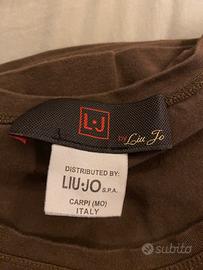 L·J
by Liu Jo
DISTRIBUTED BY:
LIU·JO S.P.A.
CARPI (MO)
ITALY
subito